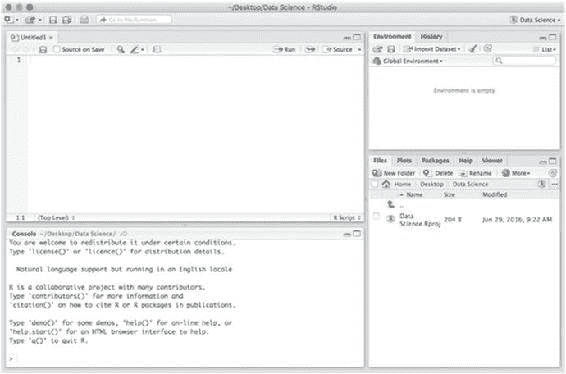 ~/Desktop/Data Science - RStudio
Go to file/function
Data Science
Untitled1
Source on Save
Run
Source
1
1:1
(Top Level)
R Script
Console ~/Desktop/Data Science/
You are welcome to redistribute it under certain conditions.
Type 'license()' or 'licence()' for distribution details.
Natural language support but running in an English locale
R is a collaborative project with many contributors.
Type 'contributors()' for more information and
'citation()' on how to cite R or R packages in publications.
Type 'demo()' for some demos, 'help()' for on-line help, or
'help.start()' for an HTML browser interface to help.
Type 'q()' to quit R.
>
Environment History
Import Dataset
List
Global Environment
Environment is empty
Files Plots Packages Help Viewer
New Folder Delete Rename More
Home Desktop Data Science
Name Size Modified
..
Data Science.Rproj 204 B Jun 29, 2016, 9:22 AM